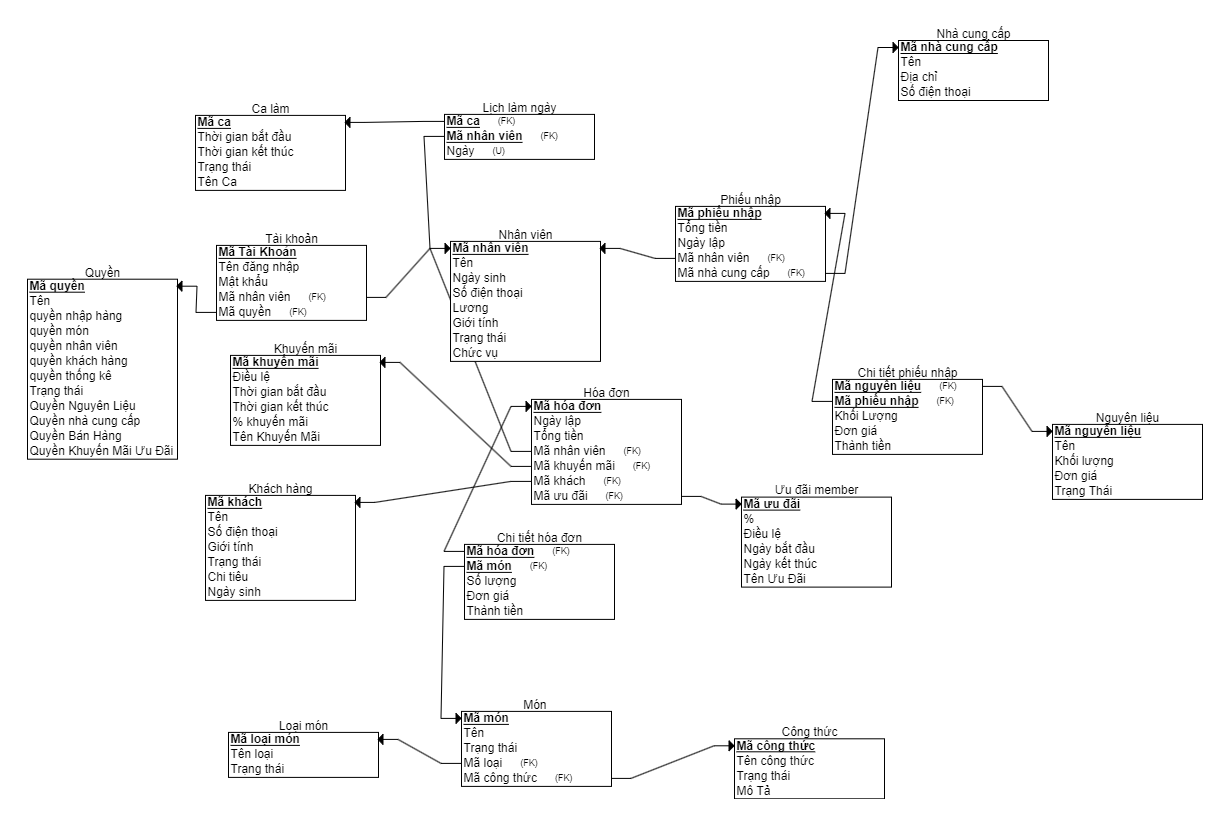 Nhà cung cấp
Mã nhà cung cấp
Tên
Địa chỉ
Số điện thoại
Ca làm
Mã ca
Thời gian bắt đầu
Thời gian kết thúc
Trạng thái
Tên Ca
Lịch làm ngày
Mã ca (FK)
Mã nhân viên (FK)
Ngày (U)
Phiếu nhập
Mã phiếu nhập
Tổng tiền
Ngày lập
Mã nhân viên (FK)
Mã nhà cung cấp (FK)
Tài khoản
Mã Tài Khoản
Tên đăng nhập
Mật khẩu
Mã nhân viên (FK)
Mã quyền (FK)
Nhân viên
Mã nhân viên
Tên
Ngày sinh
Số điện thoại
Lương
Giới tính
Trạng thái
Chức vụ
Quyền
Mã quyền
Tên
quyền nhập hàng
quyền món
quyền nhân viên
quyền khách hàng
quyền thống kê
Trạng thái
Quyền Nguyên Liệu
Quyền nhà cung cấp
Quyền Bán Hàng
Quyền Khuyến Mãi Ưu Đãi
Khuyến mãi
Mã khuyến mãi
Điều lệ
Thời gian bắt đầu
Thời gian kết thúc
% khuyến mãi
Tên Khuyến Mãi
Hóa đơn
Mã hóa đơn
Ngày lập
Tổng tiền
Mã nhân viên (FK)
Mã khuyến mãi (FK)
Mã khách (FK)
Mã ưu đãi (FK)
Chi tiết phiếu nhập
Mã nguyên liệu (FK)
Mã phiếu nhập (FK)
Khối Lượng
Đơn giá
Thành tiền
Nguyên liệu
Mã nguyên liệu
Tên
Khối lượng
Đơn giá
Trạng Thái
Khách hàng
Mã khách
Tên
Số điện thoại
Giới tính
Trạng thái
Chi tiêu
Ngày sinh
Ưu đãi member
Mã ưu đãi
%
Điều lệ
Ngày bắt đầu
Ngày kết thúc
Tên Ưu Đãi
Chi tiết hóa đơn
Mã hóa đơn (FK)
Mã món (FK)
Số lượng
Đơn giá
Thành tiền
Món
Mã món
Tên
Trạng thái
Mã loại (FK)
Mã công thức (FK)
Loại món
Mã loại món
Tên loại
Trạng thái
Công thức
Mã công thức
Tên công thức
Trạng thái
Mô Tả